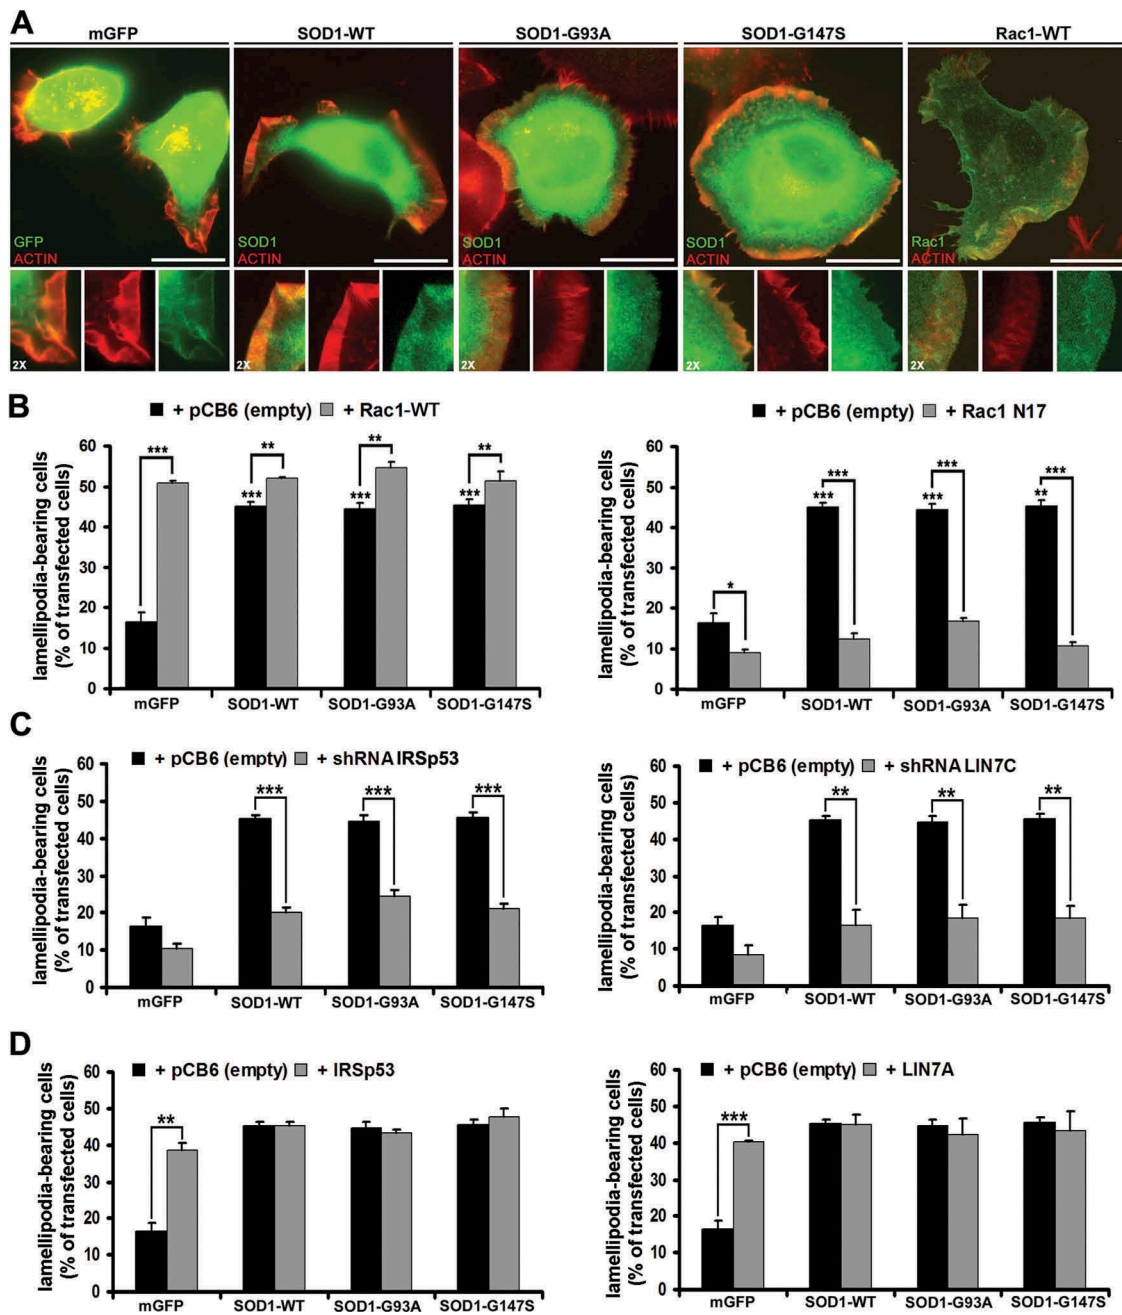 A
mGFP SOD1-WT SOD1-G93A SOD1-G147S Rac1-WT
GFP SOD1 SOD1 SOD1 Rac1
ACTIN ACTIN ACTIN ACTIN ACTIN
2X 2X 2X 2X 2X
B
+ pCB6 (empty) + Rac1-WT
lamellipodia-bearing cells
(% of transfected cells)
60
50
40
30
20
10
0
*** ** ** **
*** *** ***
mGFP SOD1-WT SOD1-G93A SOD1-G147S
+ pCB6 (empty) + Rac1 N17
lamellipodia-bearing cells
(% of transfected cells)
60
50
40
30
20
10
0
*** *** ***
*** *** **
*
mGFP SOD1-WT SOD1-G93A SOD1-G147S
C
+ pCB6 (empty) + shRNA IRSp53
lamellipodia-bearing cells
(% of transfected cells)
60
50
40
30
20
10
0
*** *** ***
mGFP SOD1-WT SOD1-G93A SOD1-G147S
+ pCB6 (empty) + shRNA LIN7C
lamellipodia-bearing cells
(% of transfected cells)
60
50
40
30
20
10
0
** ** **
mGFP SOD1-WT SOD1-G93A SOD1-G147S
D
+ pCB6 (empty) + IRSp53
lamellipodia-bearing cells
(% of transfected cells)
60
50
40
30
20
10
0
**
mGFP SOD1-WT SOD1-G93A SOD1-G147S
+ pCB6 (empty) + LIN7A
lamellipodia-bearing cells
(% of transfected cells)
60
50
40
30
20
10
0
***
mGFP SOD1-WT SOD1-G93A SOD1-G147S